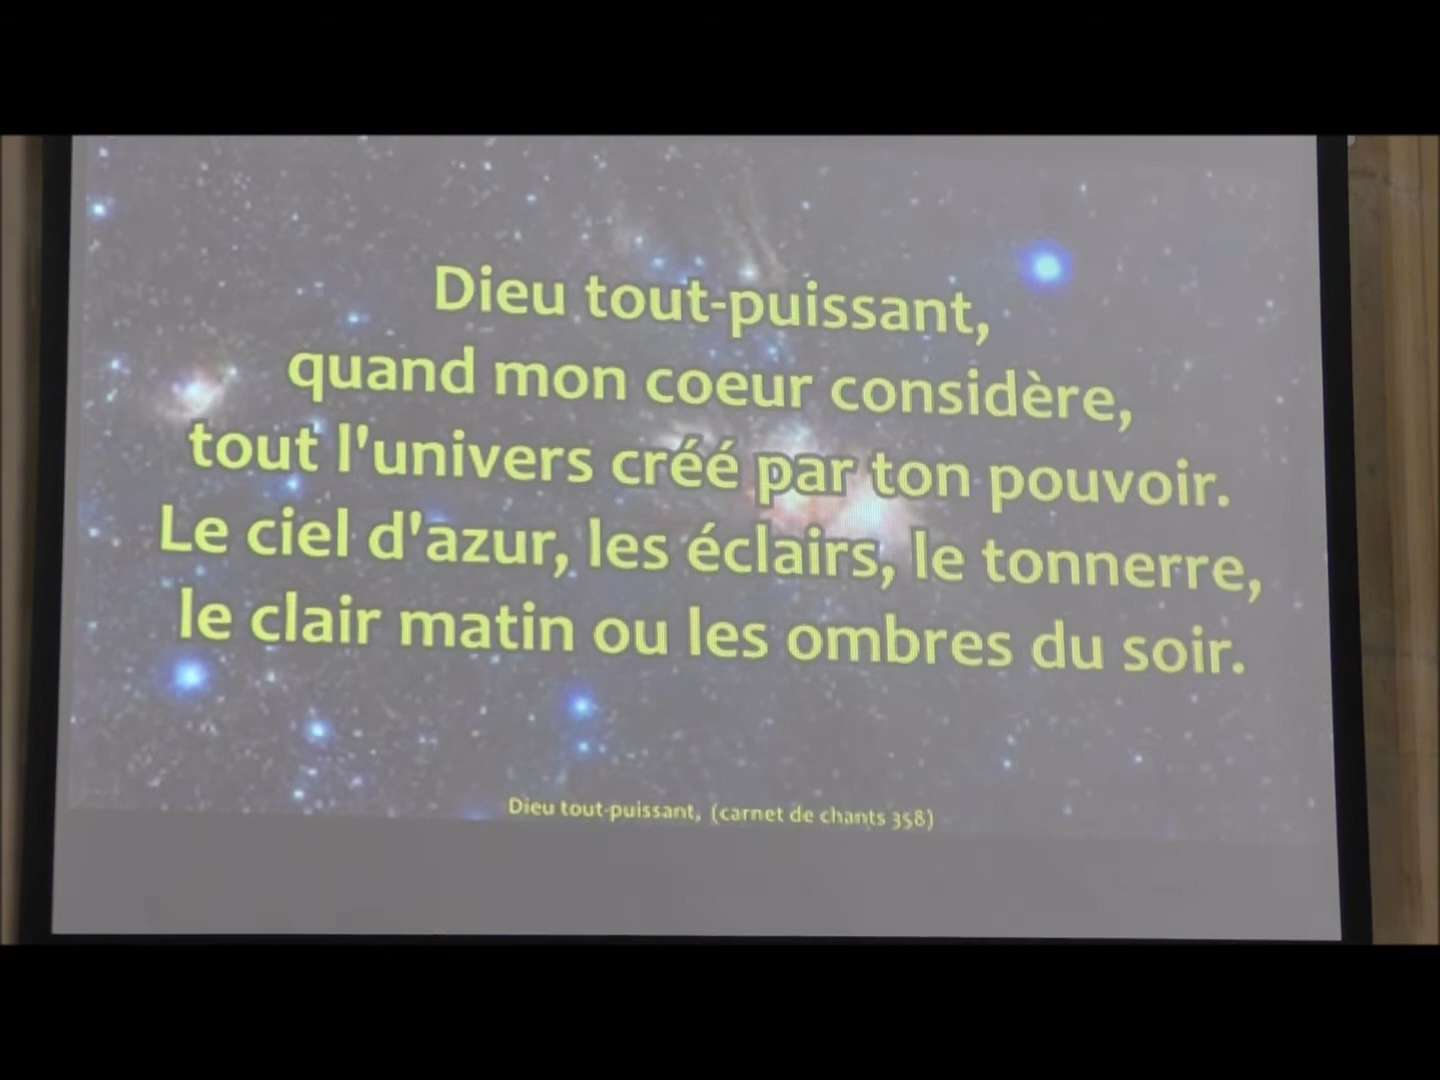 Dieu tout-puissant,
quand mon coeur considère,
tout l'univers créé par ton pouvoir.
Le ciel d'azur, les éclairs, le tonnerre,
le clair matin ou les ombres du soir.
Dieu tout-puissant, (carnet de chants 358)